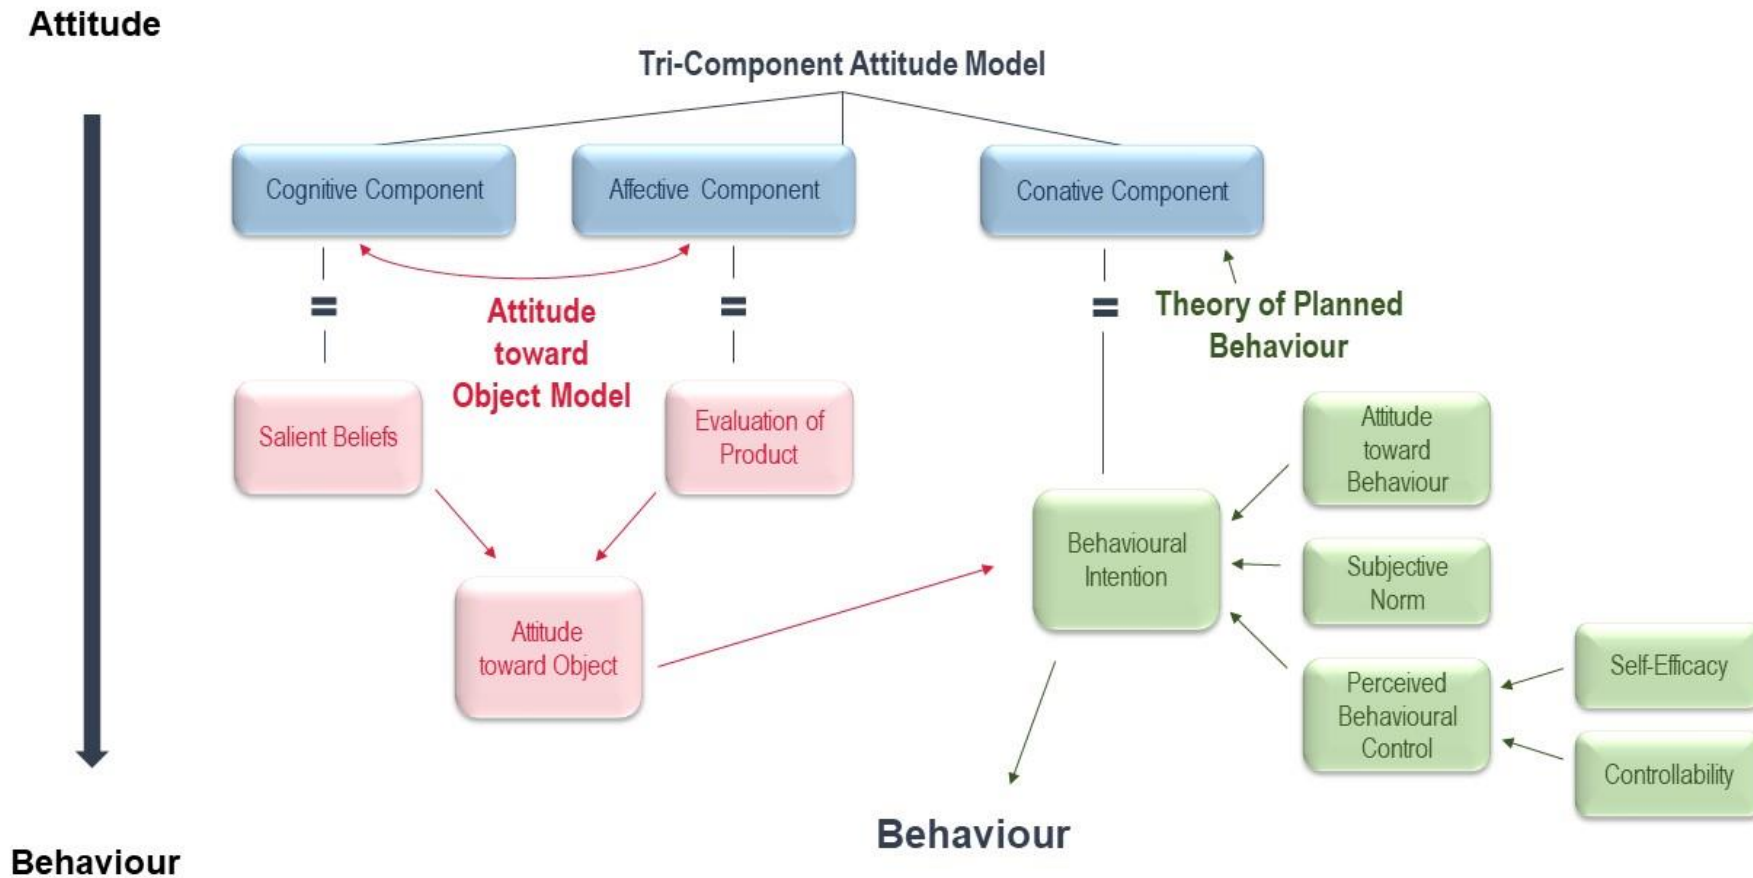 Attitude
Tri-Component Attitude Model
Cognitive Component
Affective Component
Conative Component
=
=
=
Attitude
toward
Object Model
Theory of Planned
Behaviour
Salient Beliefs
Evaluation of
Product
Attitude
toward
Behaviour
Behavioural
Intention
Subjective
Norm
Attitude
toward Object
Perceived
Behavioural
Control
Self-Efficacy
Controllability
Behaviour
Behaviour